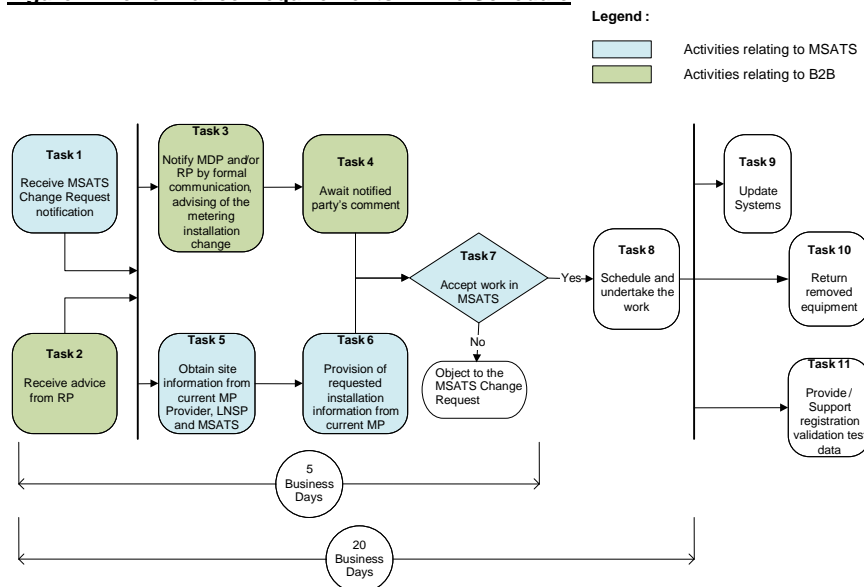 Legend :
Activities relating to MSATS
Activities relating to B2B
Task 1
Receive MSATS
Change Request
notification
Task 2
Receive advice
from RP
Task 3
Notify MDP and/or
RP by formal
communication,
advising of the
metering
installation
change
Task 4
Await notified
party's comment
Task 5
Obtain site
information from
current MP
Provider, LNSP
and MSATS
Task 6
Provision of
requested
installation
information from
current MP
Task 7
Accept work in
MSATS
Yes
No
Object to the
MSATS Change
Request
Task 8
Schedule and
undertake the
work
Task 9
Update
Systems
Task 10
Return
removed
equipment
Task 11
Provide /
Support
registration
validation test
data
5
Business
Days
20
Business
Days